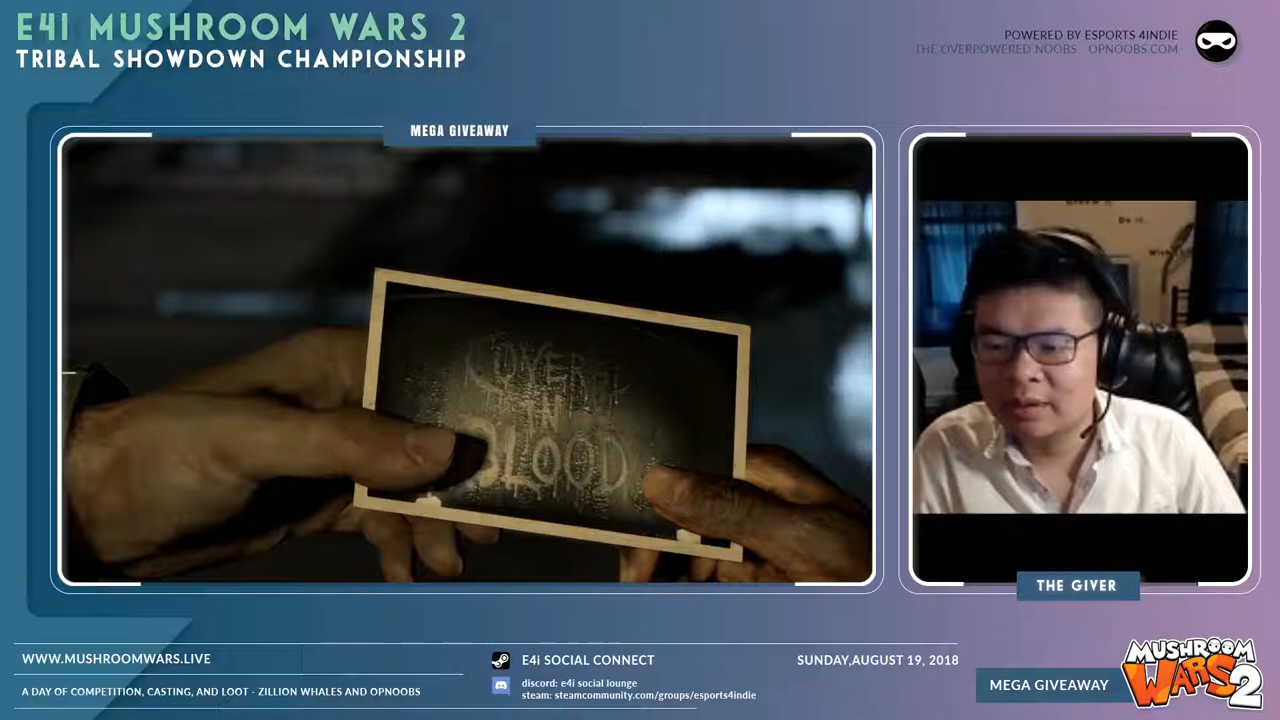 E4I MUSHROOM WARS 2
TRIBAL SHOWDOWN CHAMPIONSHIP
POWERED BY ESPORTS 4INDIE
THE OVERPOWERED NOOBS OPNOOBS.COM
MEGA GIVEAWAY
IN
BLOOD
Do it.
THE GIVER
WWW.MUSHROOMWARS.LIVE
A DAY OF COMPETITION, CASTING, AND LOOT - ZILLION WHALES AND OPNOOBS
E4i SOCIAL CONNECT
discord: e4i social lounge
steam: steamcommunity.com/groups/esports4indie
SUNDAY,AUGUST 19, 2018
MEGA GIVEAWAY
MUSHROOM
WARS 2